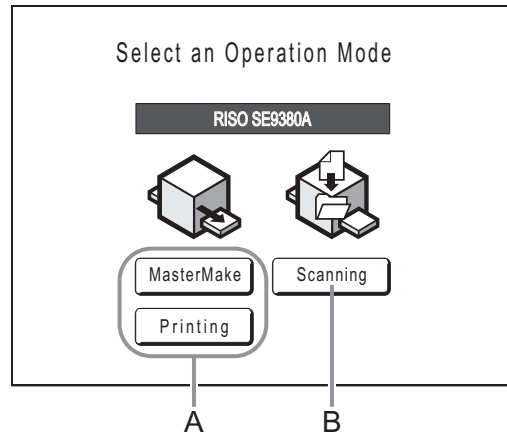 Select an Operation Mode
RISO SE9380A
MasterMake
Scanning
Printing
A
B